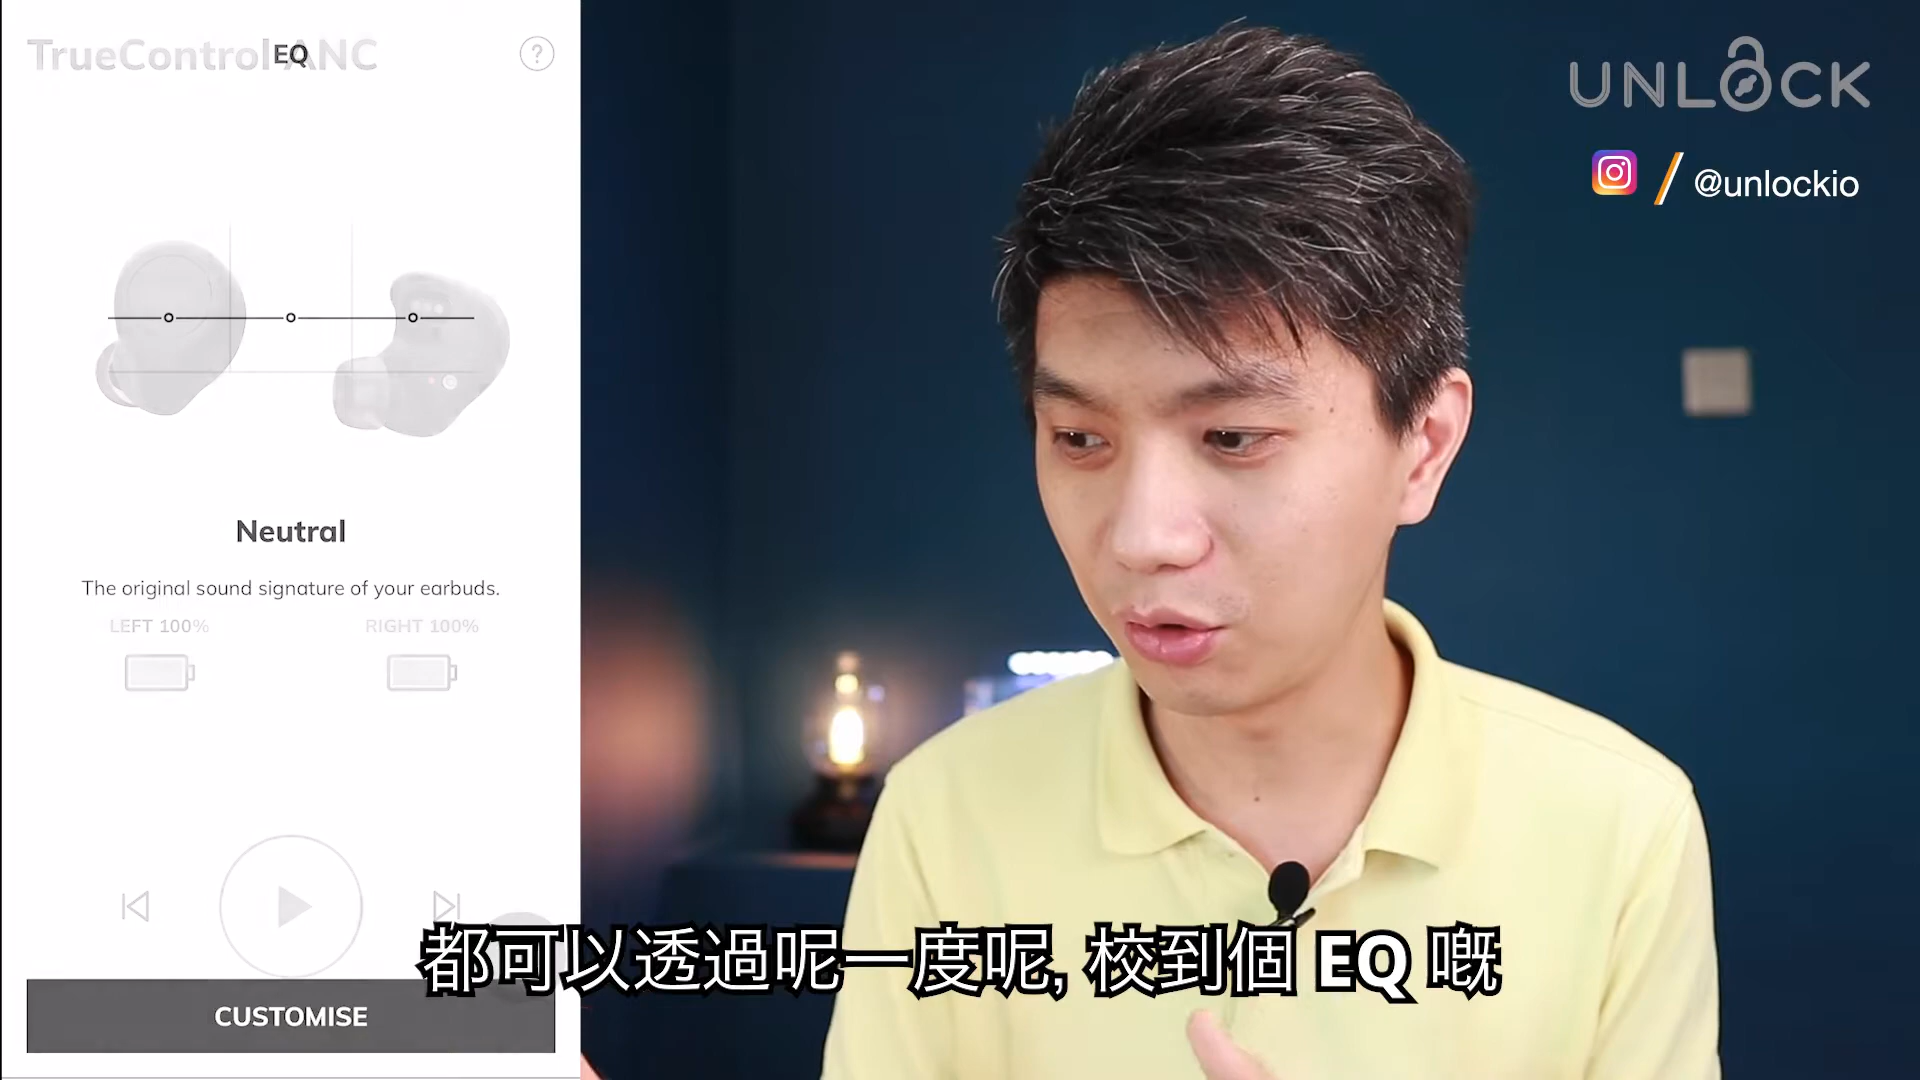 TrueControl ANC
EQ
?
UNLOCK
/ @unlockio
Neutral
The original sound signature of your earbuds.
LEFT 100%
RIGHT 100%
都可以透過呢一度呢, 校到個 EQ 嘅
CUSTOMISE